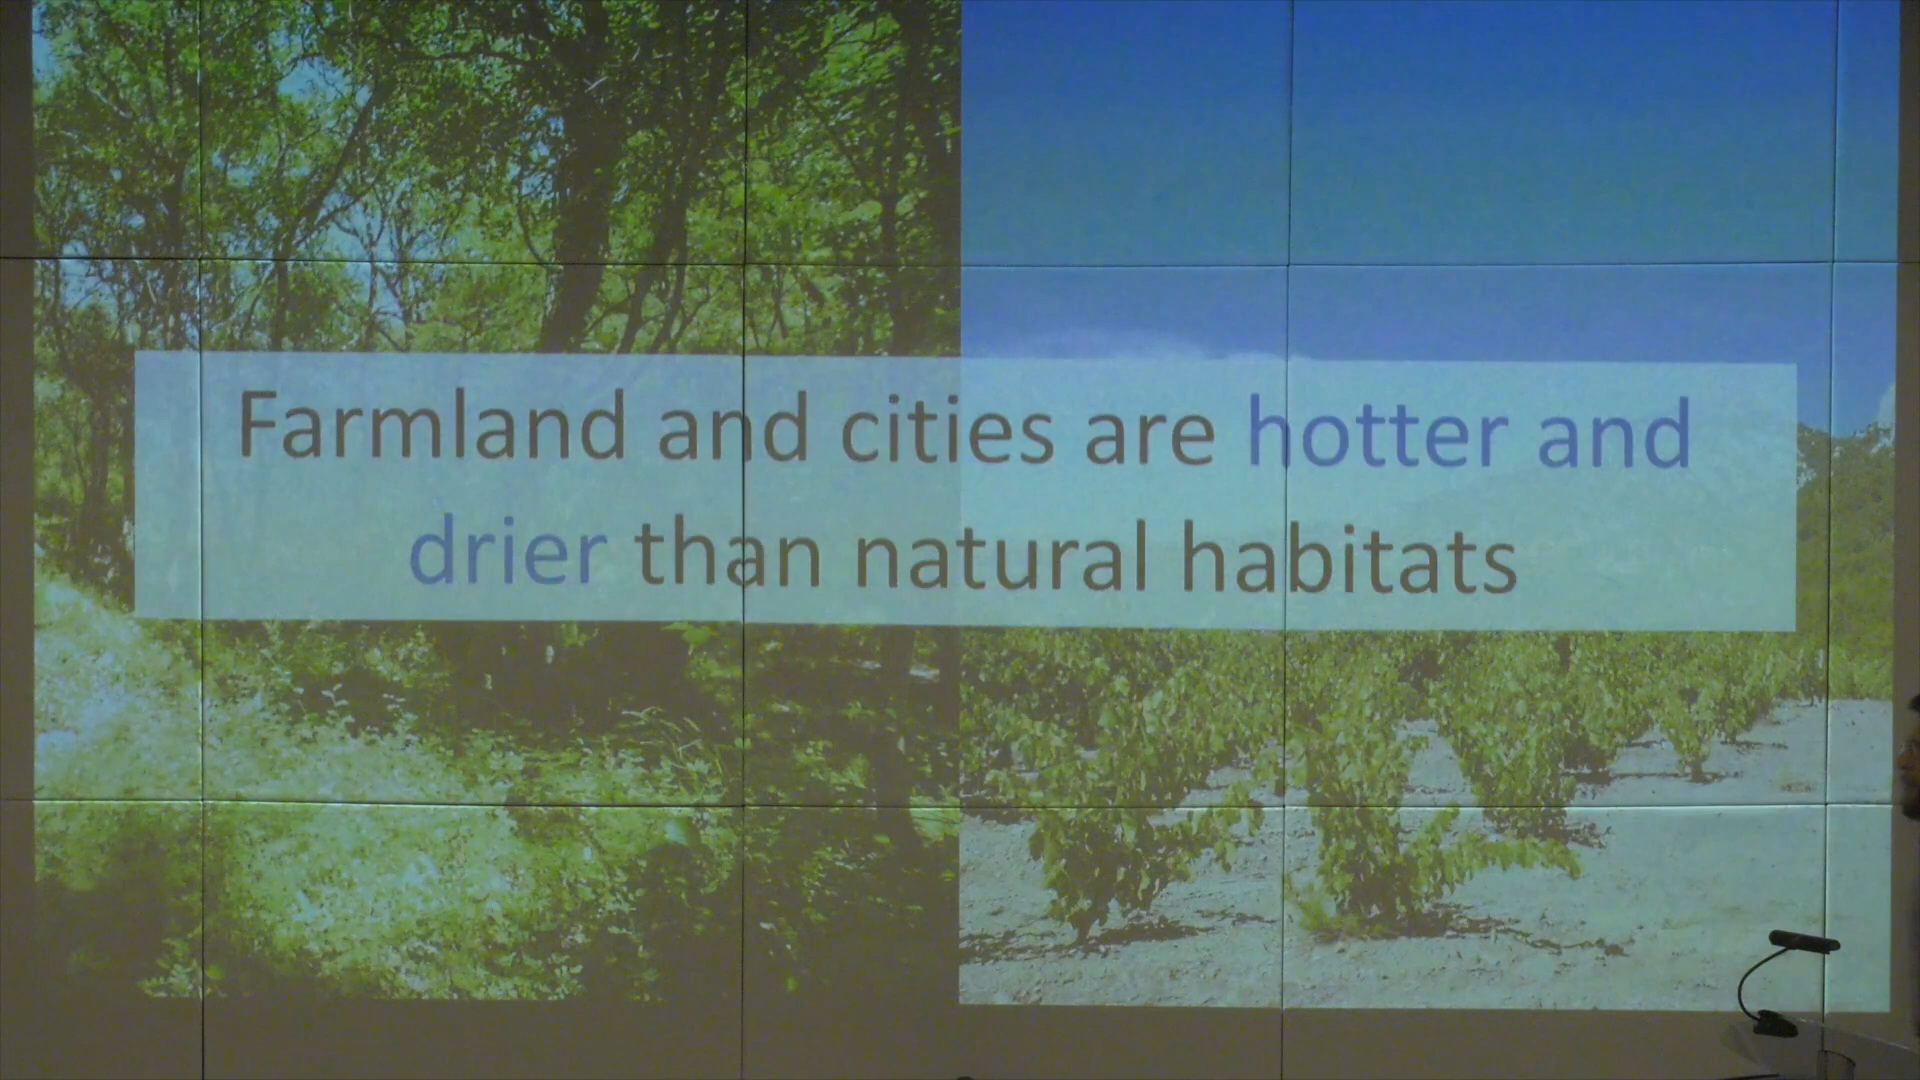 Farmland and cities are hotter and
drier than natural habitats